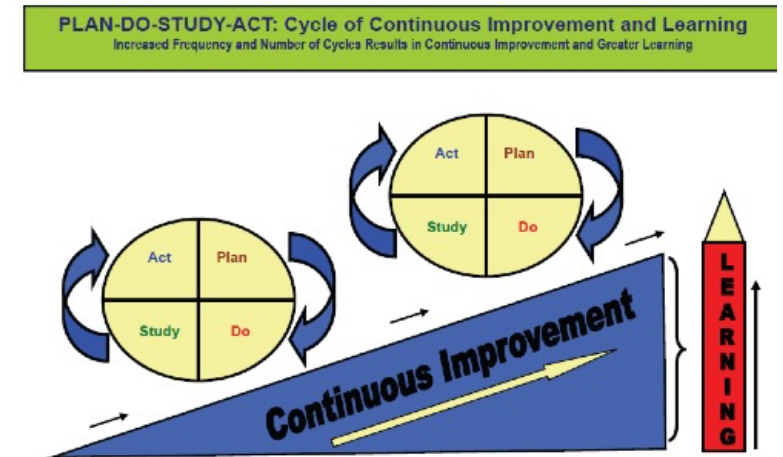 PLAN-DO-STUDY-ACT: Cycle of Continuous Improvement and Learning
Increased Frequency and Number of Cycles Results in Continuous Improvement and Greater Learning
Act
Plan
Study
Do
Act
Plan
Study
Do
Continuous Improvement
LEARNING